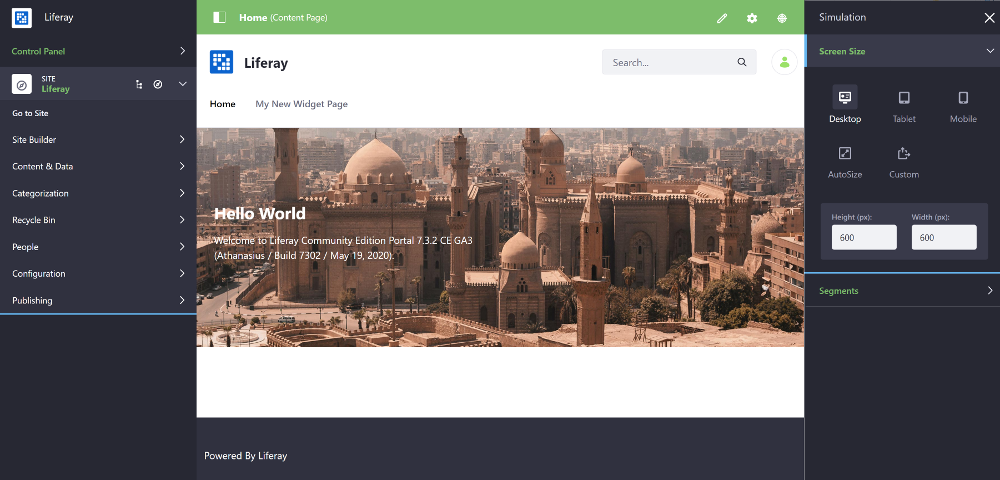 Liferay
Control Panel
SITE
Liferay
Go to Site
Site Builder
Content & Data
Categorization
Recycle Bin
People
Configuration
Publishing
Home (Content Page)
Liferay
Search...
Home
My New Widget Page
Hello World
Welcome to Liferay Community Edition Portal 7.3.2 CE GA3
(Athanasius / Build 7302 / May 19, 2020).
Powered By Liferay
Simulation
Screen Size
Desktop
Tablet
Mobile
AutoSize
Custom
Height (px):
Width (px):
600
600
Segments